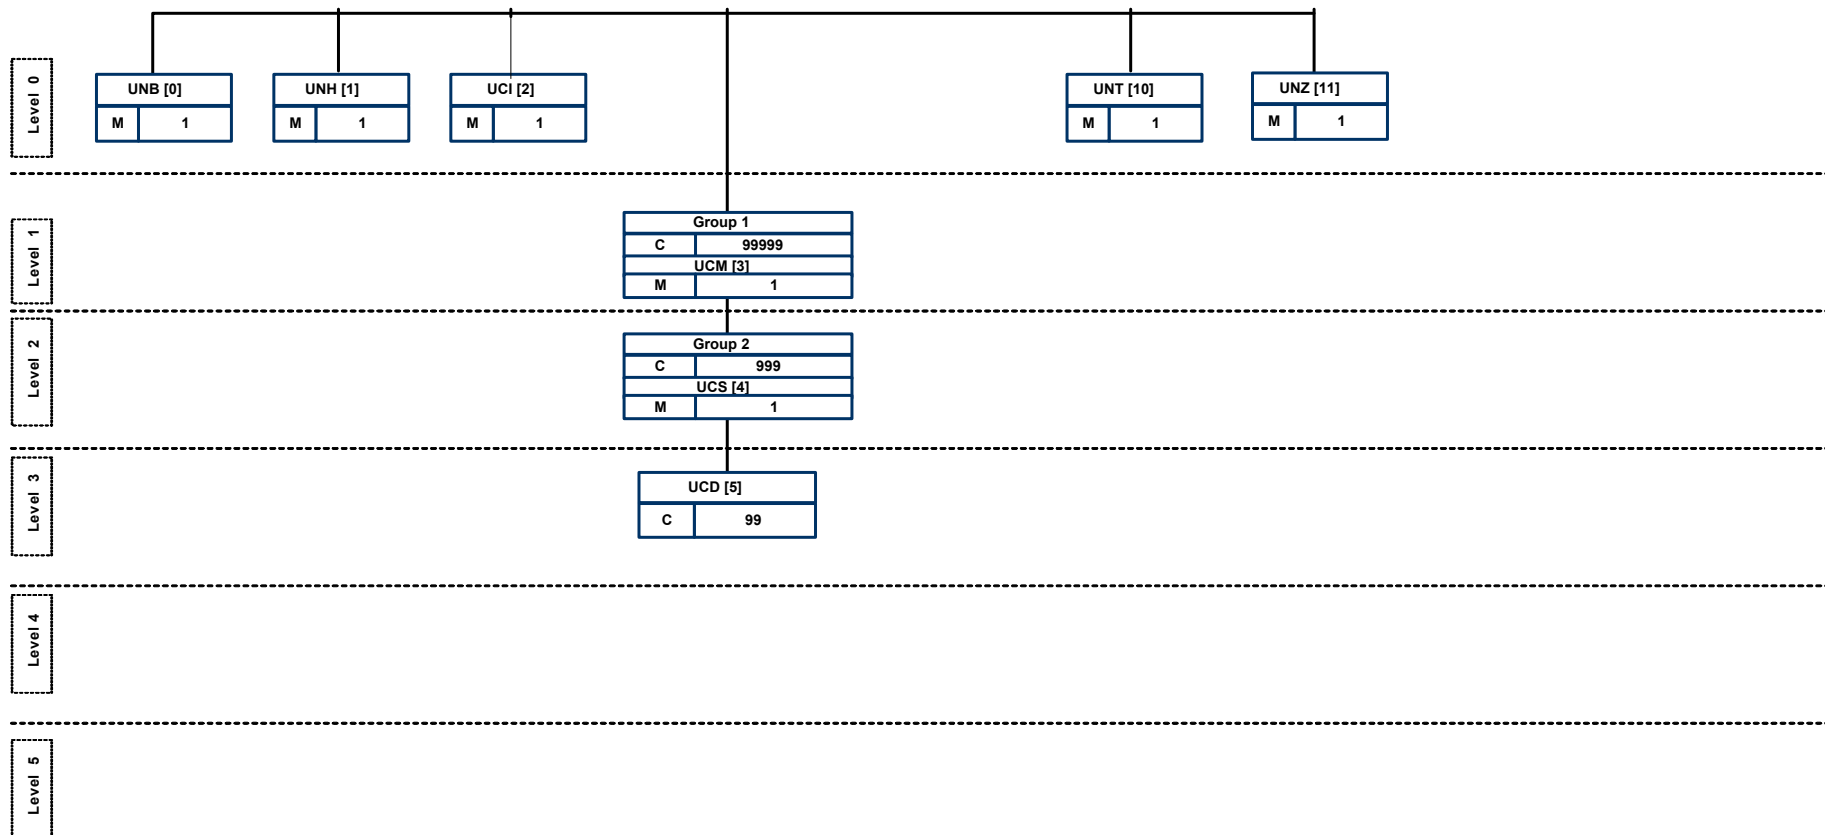 Level 0
UNB [0]
M 1
UNH [1]
M 1
UCI [2]
M 1
UNT [10]
M 1
UNZ [11]
M 1
Level 1
Group 1
C 99999
UCM [3]
M 1
Level 2
Group 2
C 999
UCS [4]
M 1
Level 3
UCD [5]
C 99
Level 4
Level 5